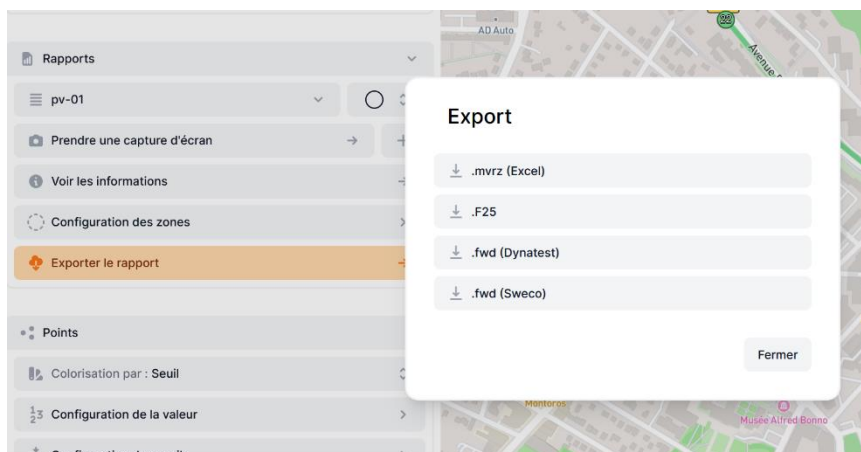 Rapports
pv-01
Prendre une capture d'écran
Voir les informations
Configuration des zones
Exporter le rapport
Points
Colorisation par : Seuil
Configuration de la valeur
AD Auto
22
Avenue
Export
.mvrz (Excel)
.F25
.fwd (Dynatest)
.fwd (Sweco)
Fermer
Montoros
Musée Alfred Bonno